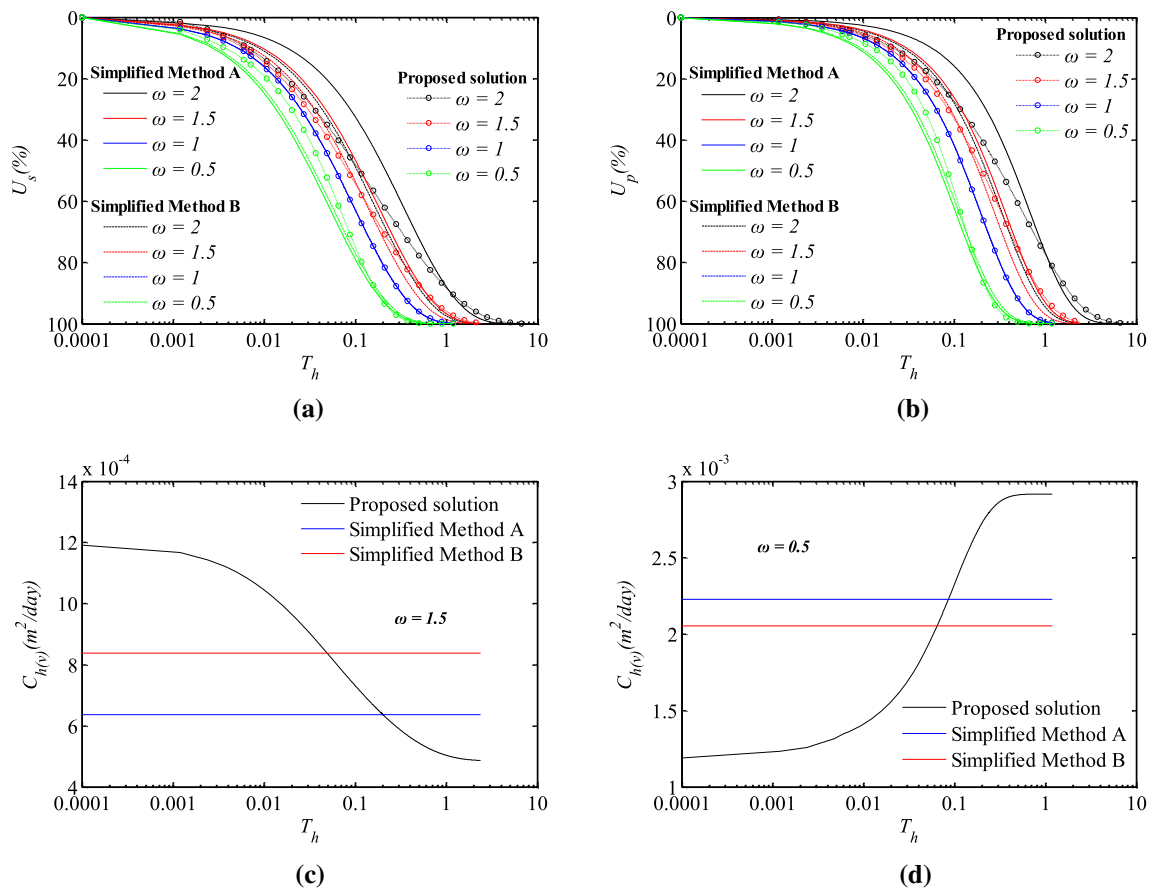 0
20
40
60
80
100
U_s(%)
0.0001
0.001
0.01
0.1
1
10
T_h
Simplified Method A
ω = 2
ω = 1.5
ω = 1
ω = 0.5
Simplified Method B
ω = 2
ω = 1.5
ω = 1
ω = 0.5
Proposed solution
ω = 2
ω = 1.5
ω = 1
ω = 0.5
(a)
0
20
40
60
80
100
U_p(%)
0.0001
0.001
0.01
0.1
1
10
T_h
Simplified Method A
ω = 2
ω = 1.5
ω = 1
ω = 0.5
Simplified Method B
ω = 2
ω = 1.5
ω = 1
ω = 0.5
Proposed solution
ω = 2
ω = 1.5
ω = 1
ω = 0.5
(b)
x 10⁻⁴
14
12
10
8
6
4
C_h(v)(m²/day)
0.0001
0.001
0.01
0.1
1
10
T_h
Proposed solution
Simplified Method A
Simplified Method B
ω = 1.5
(c)
x 10⁻³
3
2.5
2
1.5
1
C_h(v)(m²/day)
0.0001
0.001
0.01
0.1
1
10
T_h
ω = 0.5
Proposed solution
Simplified Method A
Simplified Method B
(d)